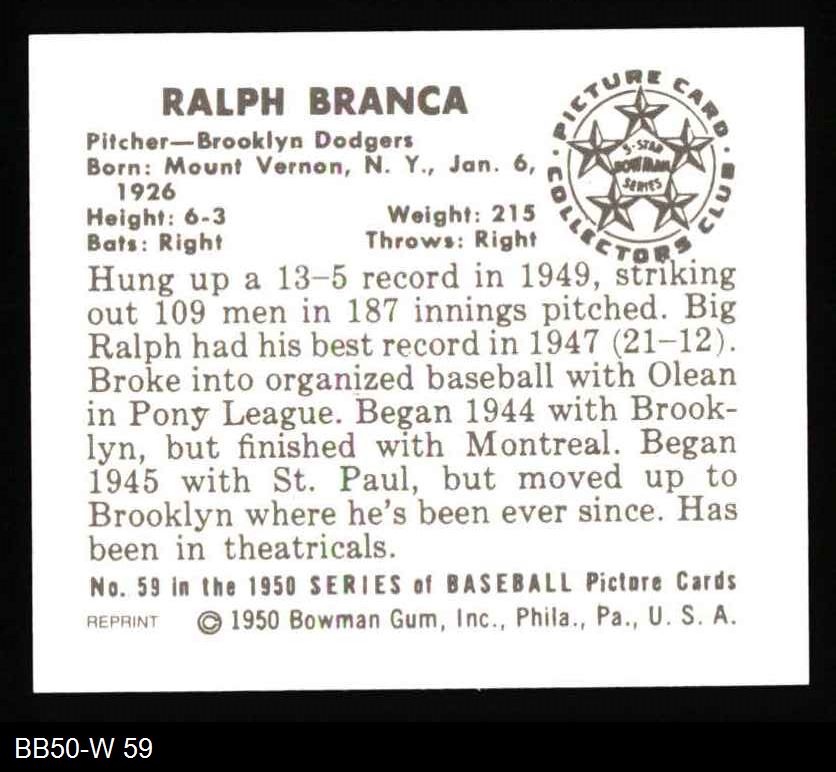 RALPH BRANCA
Pitcher—Brooklyn Dodgers
Born: Mount Vernon, N. Y., Jan. 6,
1926
Height: 6-3 Weight: 215
Bats: Right Throws: Right
PICTURE CARD
COLLECTORS CLUB
5-STAR
BOWMAN
SERIES
Hung up a 13–5 record in 1949, striking
out 109 men in 187 innings pitched. Big
Ralph had his best record in 1947 (21–12).
Broke into organized baseball with Olean
in Pony League. Began 1944 with Brook-
lyn, but finished with Montreal. Began
1945 with St. Paul, but moved up to
Brooklyn where he's been ever since. Has
been in theatricals.
No. 59 in the 1950 SERIES of BASEBALL Picture Cards
REPRINT © 1950 Bowman Gum, Inc., Phila., Pa., U. S. A.
BB50-W 59